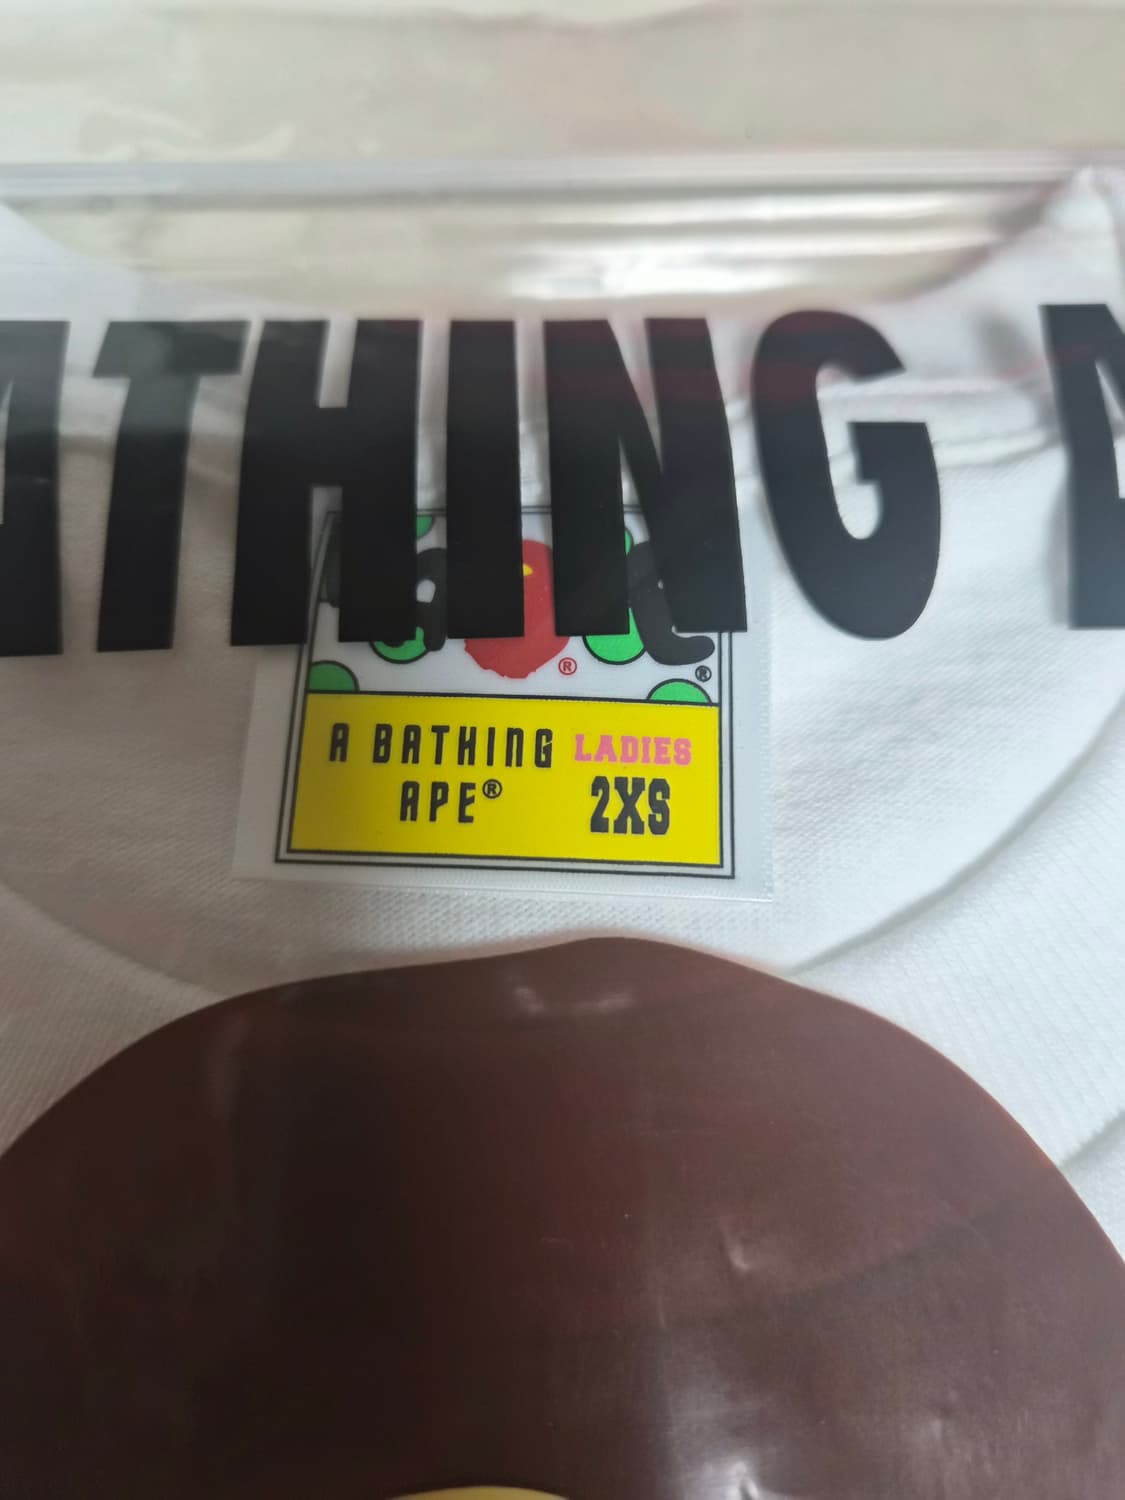 ATHING A
®
®
A BATHING LADIES
APE® 2XS